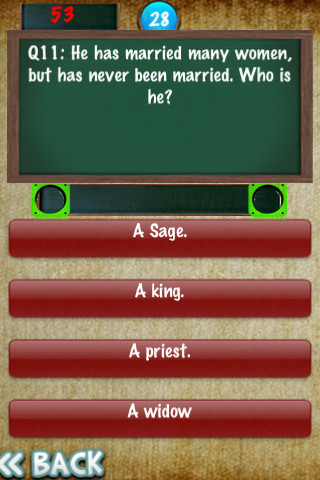 53
28
Q11: He has married many women,
but has never been married. Who is
he?
A Sage.
A king.
A priest.
A widow
<< BACK